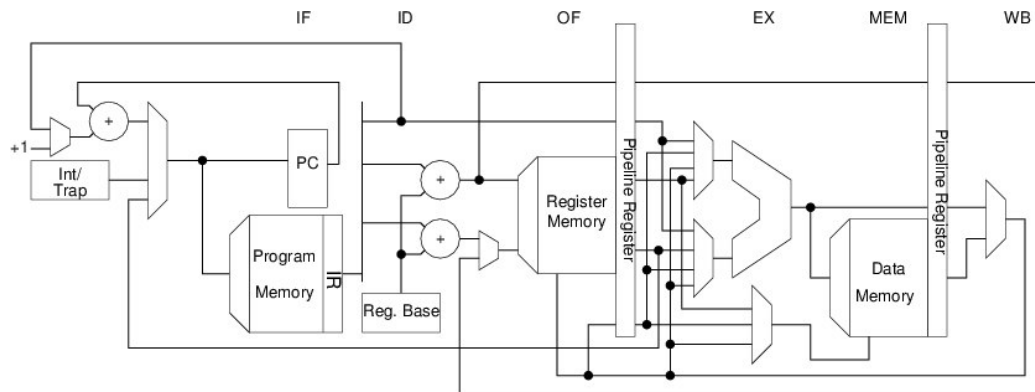 IF
ID
OF
EX
MEM
WB
+
+1
Int/
Trap
PC
Program
Memory
IR
+
+
Reg. Base
Register
Memory
Pipeline Register
Data
Memory
Pipeline Register